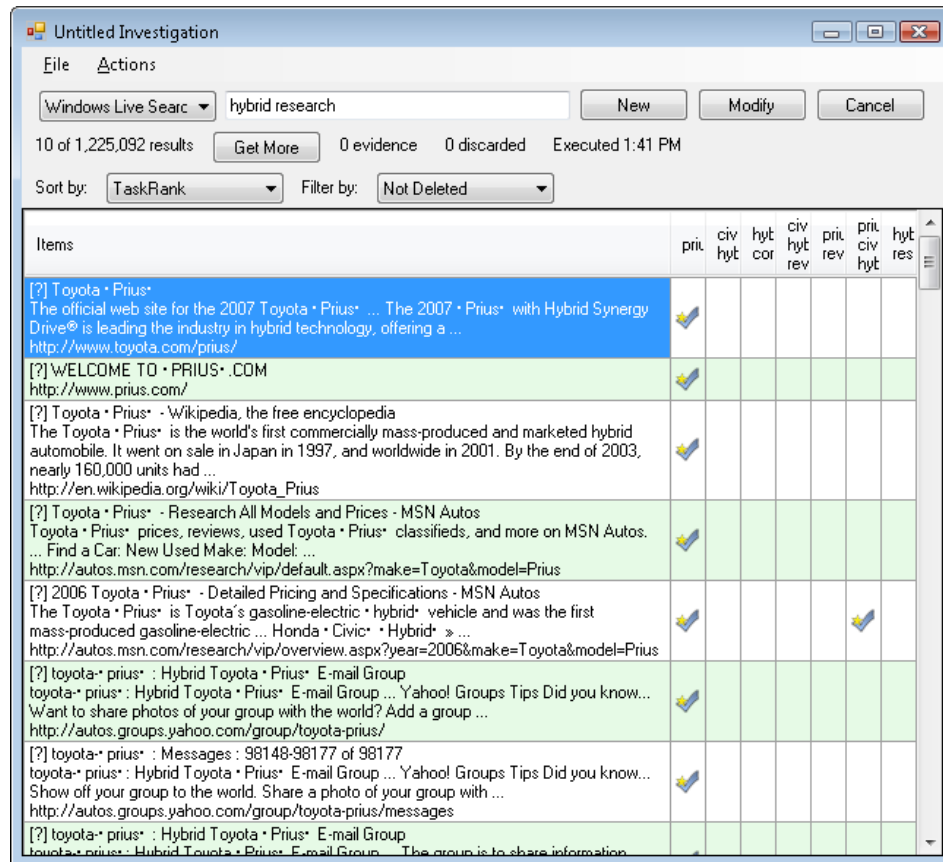 Untitled Investigation
File Actions
Windows Live Searc hybrid research New Modify Cancel
10 of 1,225,092 results Get More 0 evidence 0 discarded Executed 1:41 PM
Sort by: TaskRank Filter by: Not Deleted
Items
priu
civ
hyb
hyb
cor
civ
hyb
rev
priu
rev
priu
civ
hyb
hyb
res
[?] Toyota • Prius•
The official web site for the 2007 Toyota • Prius• ... The 2007 • Prius• with Hybrid Synergy
Drive® is leading the industry in hybrid technology, offering a ...
http://www.toyota.com/prius/
[?] WELCOME TO • PRIUS• .COM
http://www.prius.com/
[?] Toyota • Prius• - Wikipedia, the free encyclopedia
The Toyota • Prius• is the world's first commercially mass-produced and marketed hybrid
automobile. It went on sale in Japan in 1997, and worldwide in 2001. By the end of 2003,
nearly 160,000 units had ...
http://en.wikipedia.org/wiki/Toyota_Prius
[?] Toyota • Prius• - Research All Models and Prices - MSN Autos
Toyota • Prius• prices, reviews, used Toyota • Prius• classifieds, and more on MSN Autos.
... Find a Car: New Used Make: Model: ...
http://autos.msn.com/research/vip/default.aspx?make=Toyota&model=Prius
[?] 2006 Toyota • Prius• - Detailed Pricing and Specifications - MSN Autos
The Toyota • Prius• is Toyota´s gasoline-electric • hybrid• vehicle and was the first
mass-produced gasoline-electric ... Honda • Civic• • Hybrid• » ...
http://autos.msn.com/research/vip/overview.aspx?year=2006&make=Toyota&model=Prius
[?] toyota-• prius• : Hybrid Toyota • Prius• E-mail Group
toyota-• prius• : Hybrid Toyota • Prius• E-mail Group ... Yahoo! Groups Tips Did you know...
Want to share photos of your group with the world? Add a group ...
http://autos.groups.yahoo.com/group/toyota-prius/
[?] toyota-• prius• : Messages : 98148-98177 of 98177
toyota-• prius• : Hybrid Toyota • Prius• E-mail Group ... Yahoo! Groups Tips Did you know...
Show off your group to the world. Share a photo of your group with ...
http://autos.groups.yahoo.com/group/toyota-prius/messages
[?] toyota-• prius• : Hybrid Toyota • Prius• E-mail Group
toyota-• prius• : Hybrid Toyota • Prius• E-mail Group ... The group is to share information